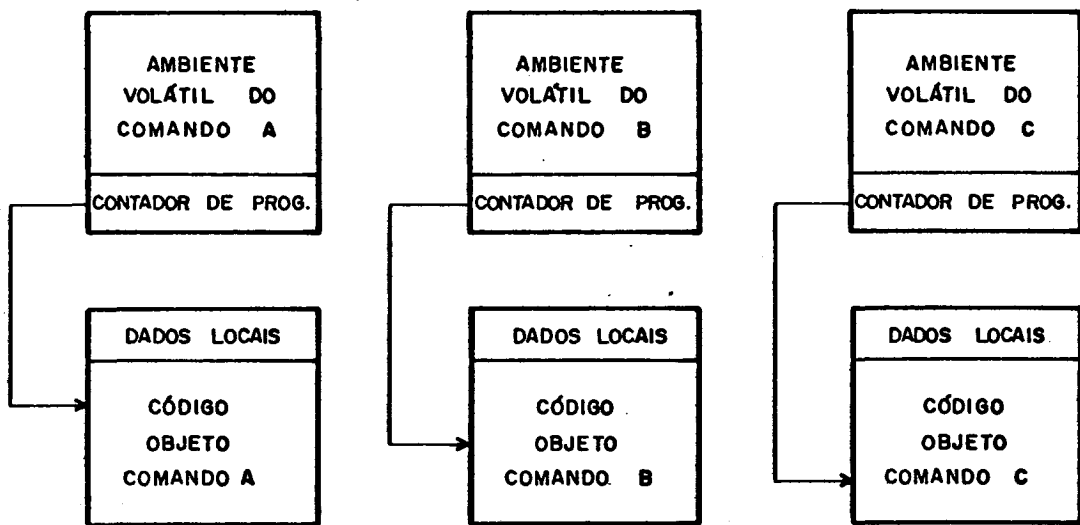 AMBIENTE
VOLÁTIL DO
COMANDO A
CONTADOR DE PROG.
DADOS LOCAIS
CÓDIGO
OBJETO
COMANDO A
AMBIENTE
VOLÁTIL DO
COMANDO B
CONTADOR DE PROG.
DADOS LOCAIS
CÓDIGO
OBJETO
COMANDO B
AMBIENTE
VOLÁTIL DO
COMANDO C
CONTADOR DE PROG.
DADOS LOCAIS
CÓDIGO
OBJETO
COMANDO C